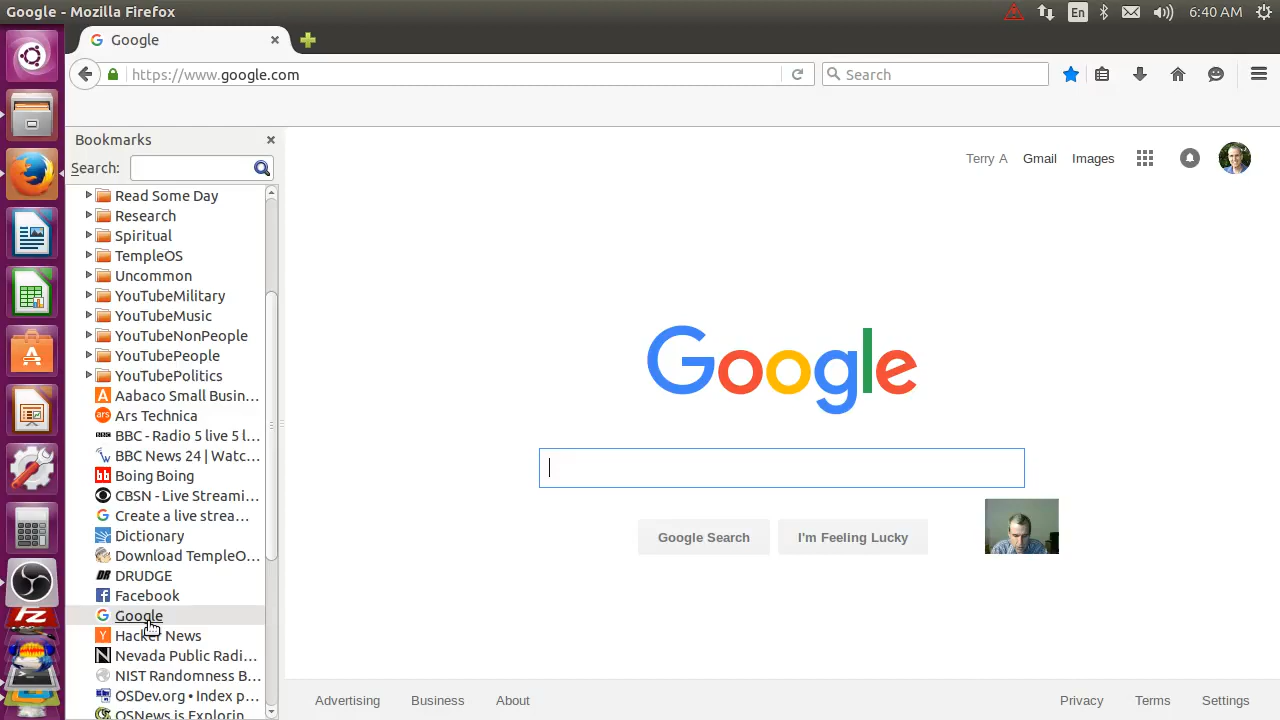 Google - Mozilla Firefox
En
6:40 AM
Google
https://www.google.com
Search
Bookmarks
Search:
Terry A
Gmail
Images
Read Some Day
Research
Spiritual
TempleOS
Uncommon
YouTubeMilitary
YouTubeMusic
YouTubeNonPeople
YouTubePeople
YouTubePolitics
Aabaco Small Busin...
Ars Technica
BBC - Radio 5 live 5 l...
BBC News 24 | Watc...
Boing Boing
CBSN - Live Streami...
Create a live strea...
Dictionary
Download TempleO...
DRUDGE
Facebook
Google
Hacker News
Nevada Public Radi...
NIST Randomness B...
OSDev.org • Index p...
OSNews is Explorin
Google
Google Search
I'm Feeling Lucky
Advertising
Business
About
Privacy
Terms
Settings